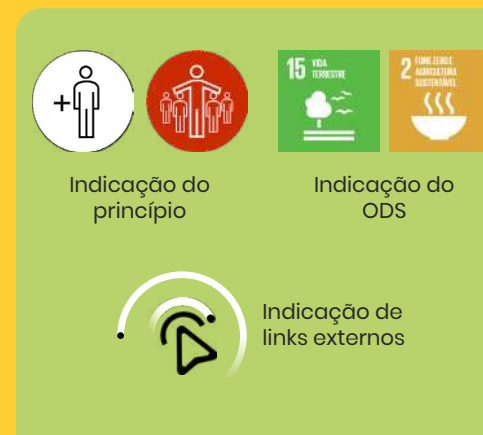 15 VIDA
TERRESTRE
2 FOME ZERO E
AGRICULTURA
SUSTENTÁVEL
+
Indicação do
princípio
Indicação do
ODS
Indicação de
links externos